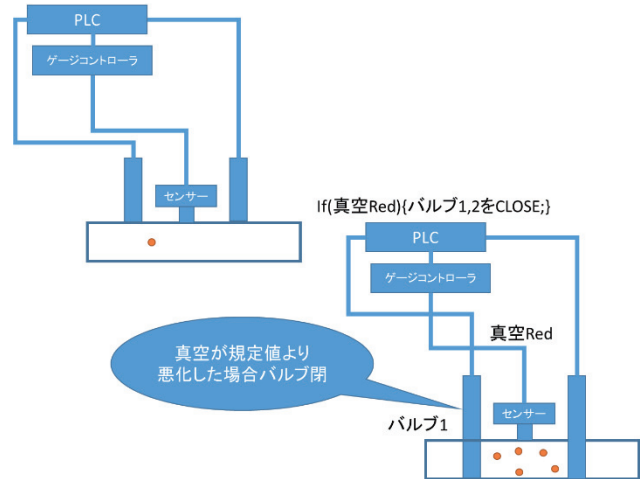 PLC
ゲージコントローラ
センサー
If(真空Red){バルブ1,2をCLOSE;}
PLC
ゲージコントローラ
真空Red
真空が規定値より
悪化した場合バルブ閉
バルブ1
センサー